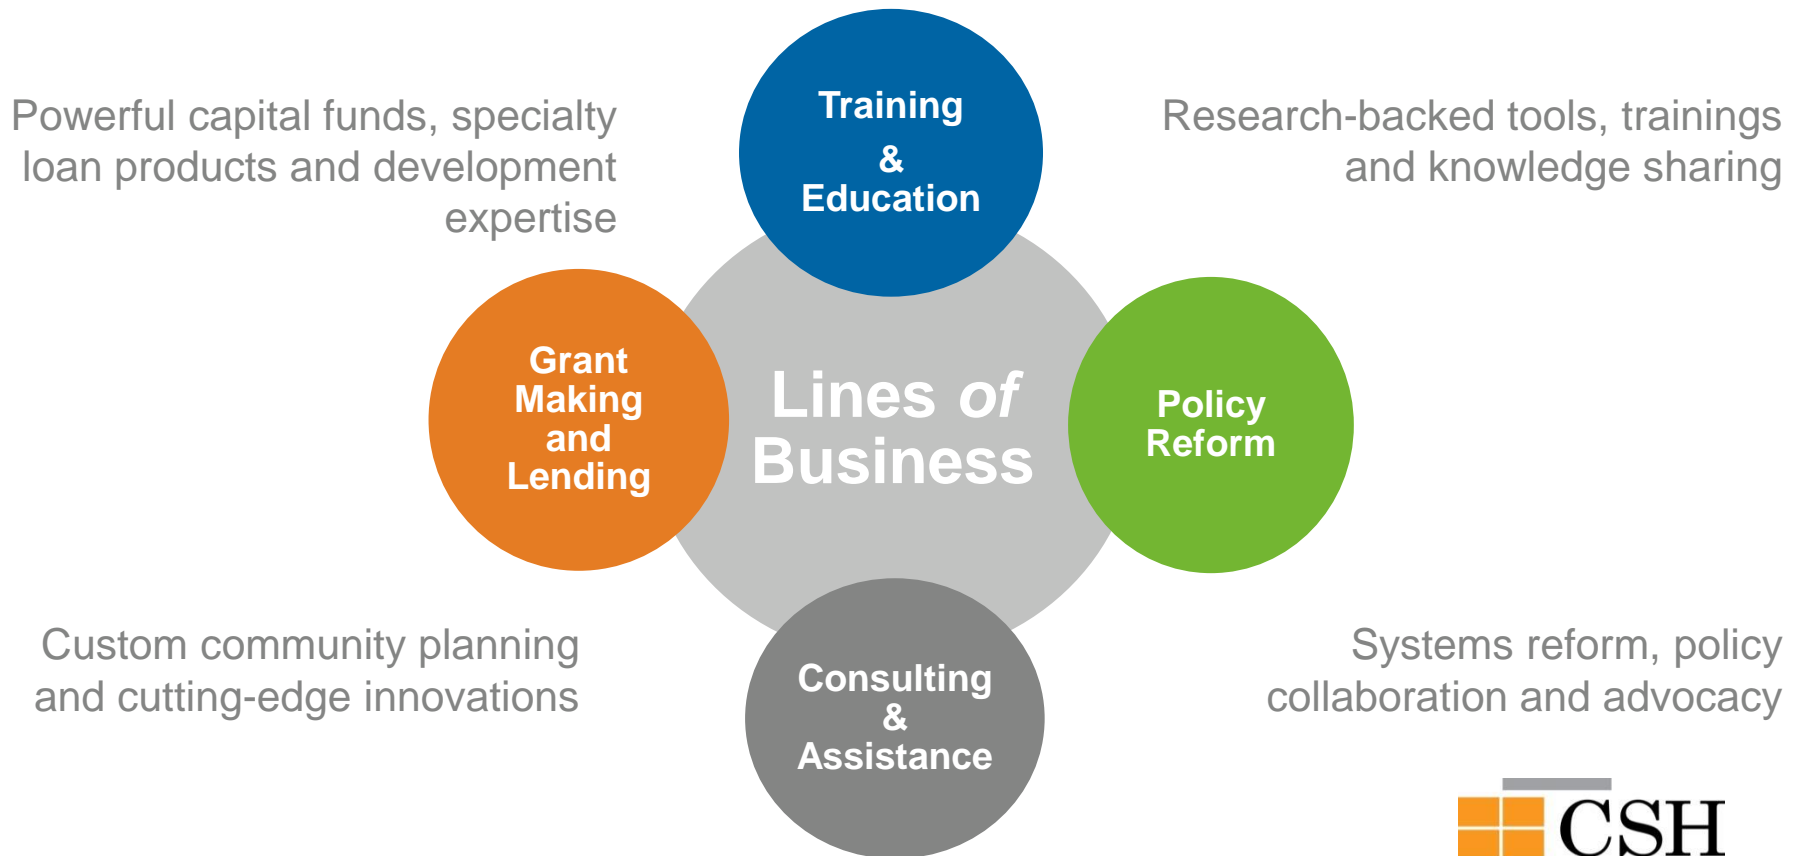 Training
&
Education
Powerful capital funds, specialty
loan products and development
expertise
Research-backed tools, trainings
and knowledge sharing
Grant
Making
and
Lending
Lines of
Business
Policy
Reform
Custom community planning
and cutting-edge innovations
Consulting
&
Assistance
Systems reform, policy
collaboration and advocacy
CSH